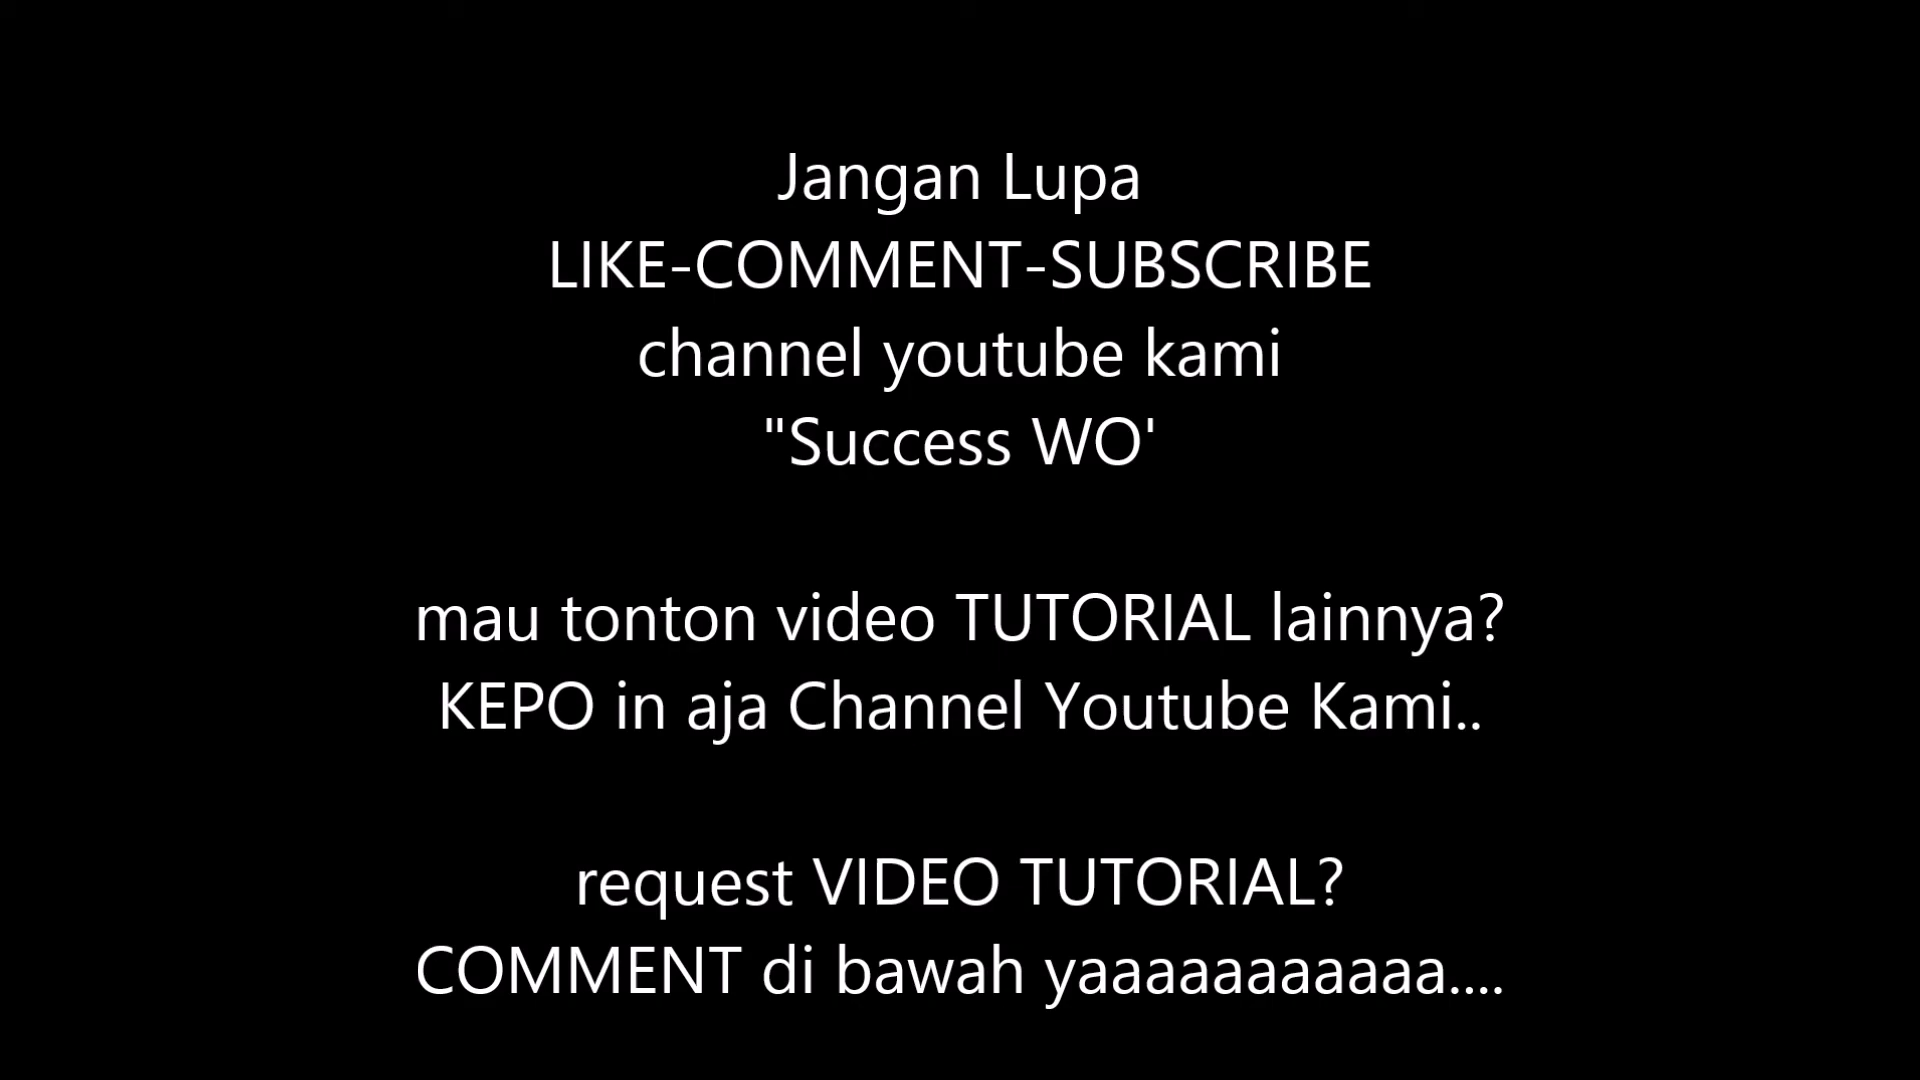 Jangan Lupa
LIKE-COMMENT-SUBSCRIBE
channel youtube kami
"Success WO'
mau tonton video TUTORIAL lainnya?
KEPO in aja Channel Youtube Kami..
request VIDEO TUTORIAL?
COMMENT di bawah yaaaaaaaaaaa....